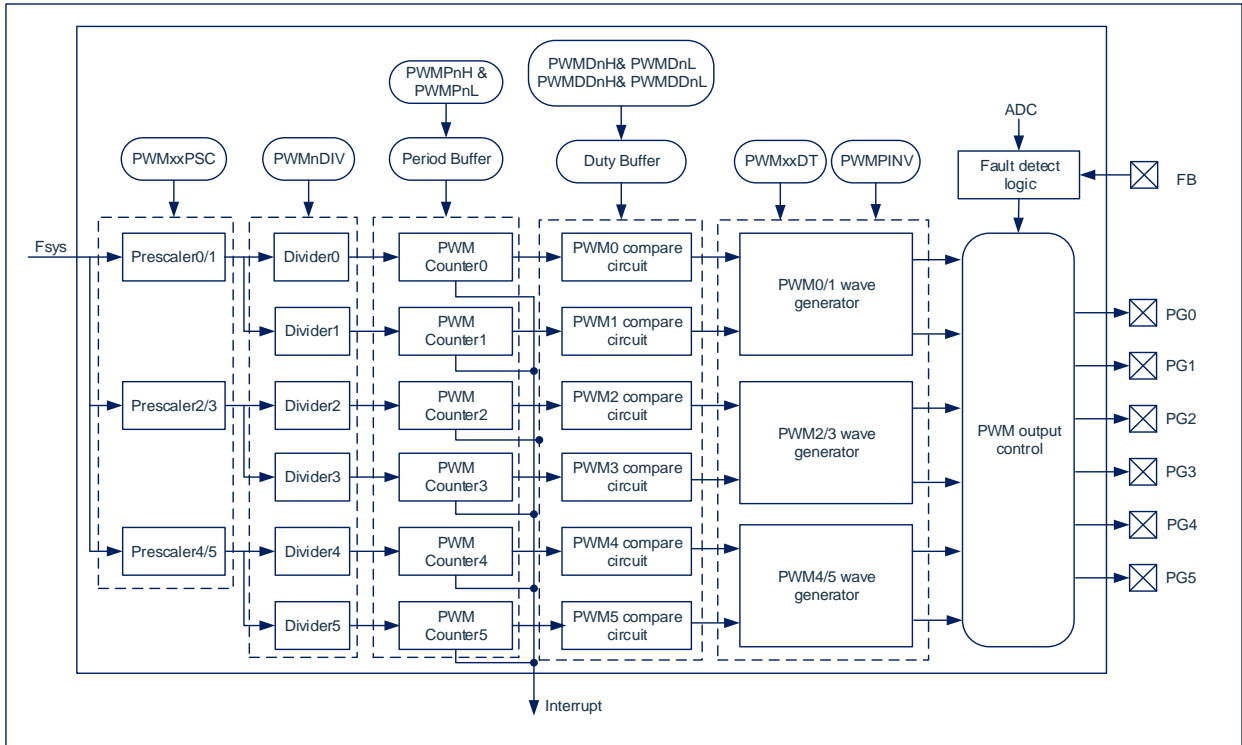 PWMDnH& PWMDnL
PWMDDnH& PWMDDnL
PWMPnH &
PWMPnL
ADC
PWMxxPSC
PWMnDIV
Period Buffer
Duty Buffer
PWMxxDT
PWMPINV
Fault detect
logic
FB
Fsys
Prescaler0/1
Divider0
PWM
Counter0
PWM0 compare
circuit
PWM0/1 wave
generator
Divider1
PWM
Counter1
PWM1 compare
circuit
PG0
PG1
Prescaler2/3
Divider2
PWM
Counter2
PWM2 compare
circuit
PWM2/3 wave
generator
PWM output
control
PG2
Divider3
PWM
Counter3
PWM3 compare
circuit
PG3
Prescaler4/5
Divider4
PWM
Counter4
PWM4 compare
circuit
PWM4/5 wave
generator
PG4
PG5
Divider5
PWM
Counter5
PWM5 compare
circuit
Interrupt